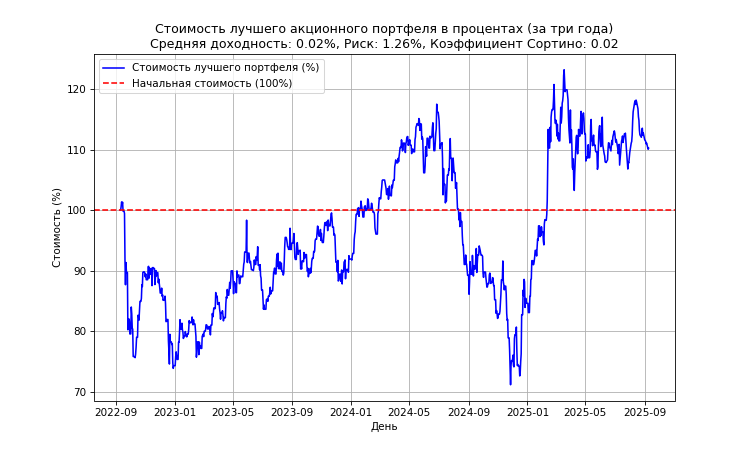 Стоимость лучшего акционного портфеля в процентах (за три года)
Средняя доходность: 0.02%, Риск: 1.26%, Коэффициент Сортино: 0.02
Стоимость лучшего портфеля (%)
Начальная стоимость (100%)
Стоимость (%)
120
110
100
90
80
70
2022-09 2023-01 2023-05 2023-09 2024-01 2024-05 2024-09 2025-01 2025-05 2025-09
День